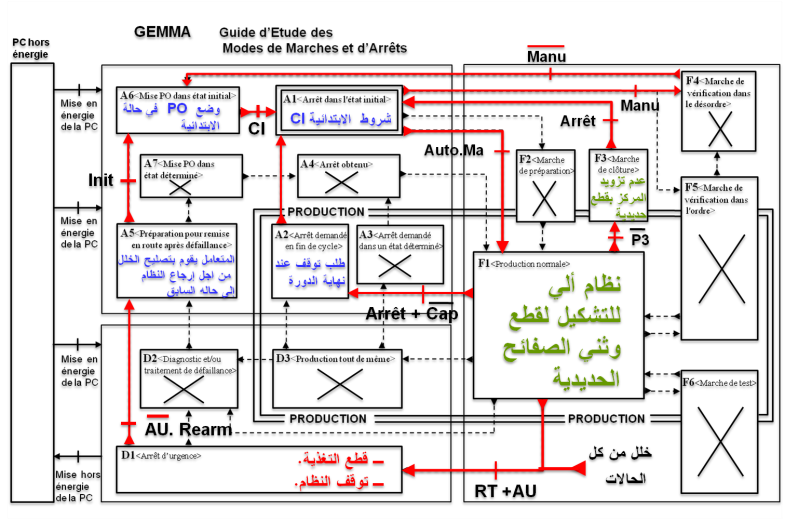 GEMMA
Guide d'Etude des
Modes de Marches et d'Arrêts
PC hors
énergie
Mise en
énergie
de la PC
A6 <Mise PO dans état initial>
وضع PO في حالة
الابتدائية
CI
A1 <Arrêt dans l'état initial>
شروط الابتدائية CI
Manu
Manu
F4 <Marche de
vérification dans
le désordre>
Arrêt
Auto.Ma
F2 <Marche
de préparation>
F3 <Marche
de clôture>
عدم تزويد
المركز بقطع
حديدية
A7 <Mise PO dans
état déterminé>
A4 <Arrêt obtenu>
Init
F5 <Marche de
vérification dans
l'ordre>
PRODUCTION
PRODUCTION
Mise en
énergie
de la PC
A5 <Préparation pour remise
en route après défaillance>
المتعامل يقوم بتصليح الخلل
من اجل إرجاع النظام
إلى حاله السابق
A2 <Arrêt demandé
en fin de cycle>
طلب توقف عند
نهاية الدورة
A3 <Arrêt demandé
dans un état déterminé>
P3
F1 <Production normale>
نظام ألي
للتشكيل لقطع
وثني الصفائح
الحديدية
Arrêt + Cap
Mise en
énergie
de la PC
D2 <Diagnostic et/ou
traitement de défaillance>
D3 <Production tout de même>
F6 <Marche de test>
PRODUCTION
PRODUCTION
AU. Rearm
D1 <Arrêt d'urgence>
– قطع التغذية.
– توقف النظام.
RT +AU
خلل من كل
الحالات
Mise hors
énergie
de la PC